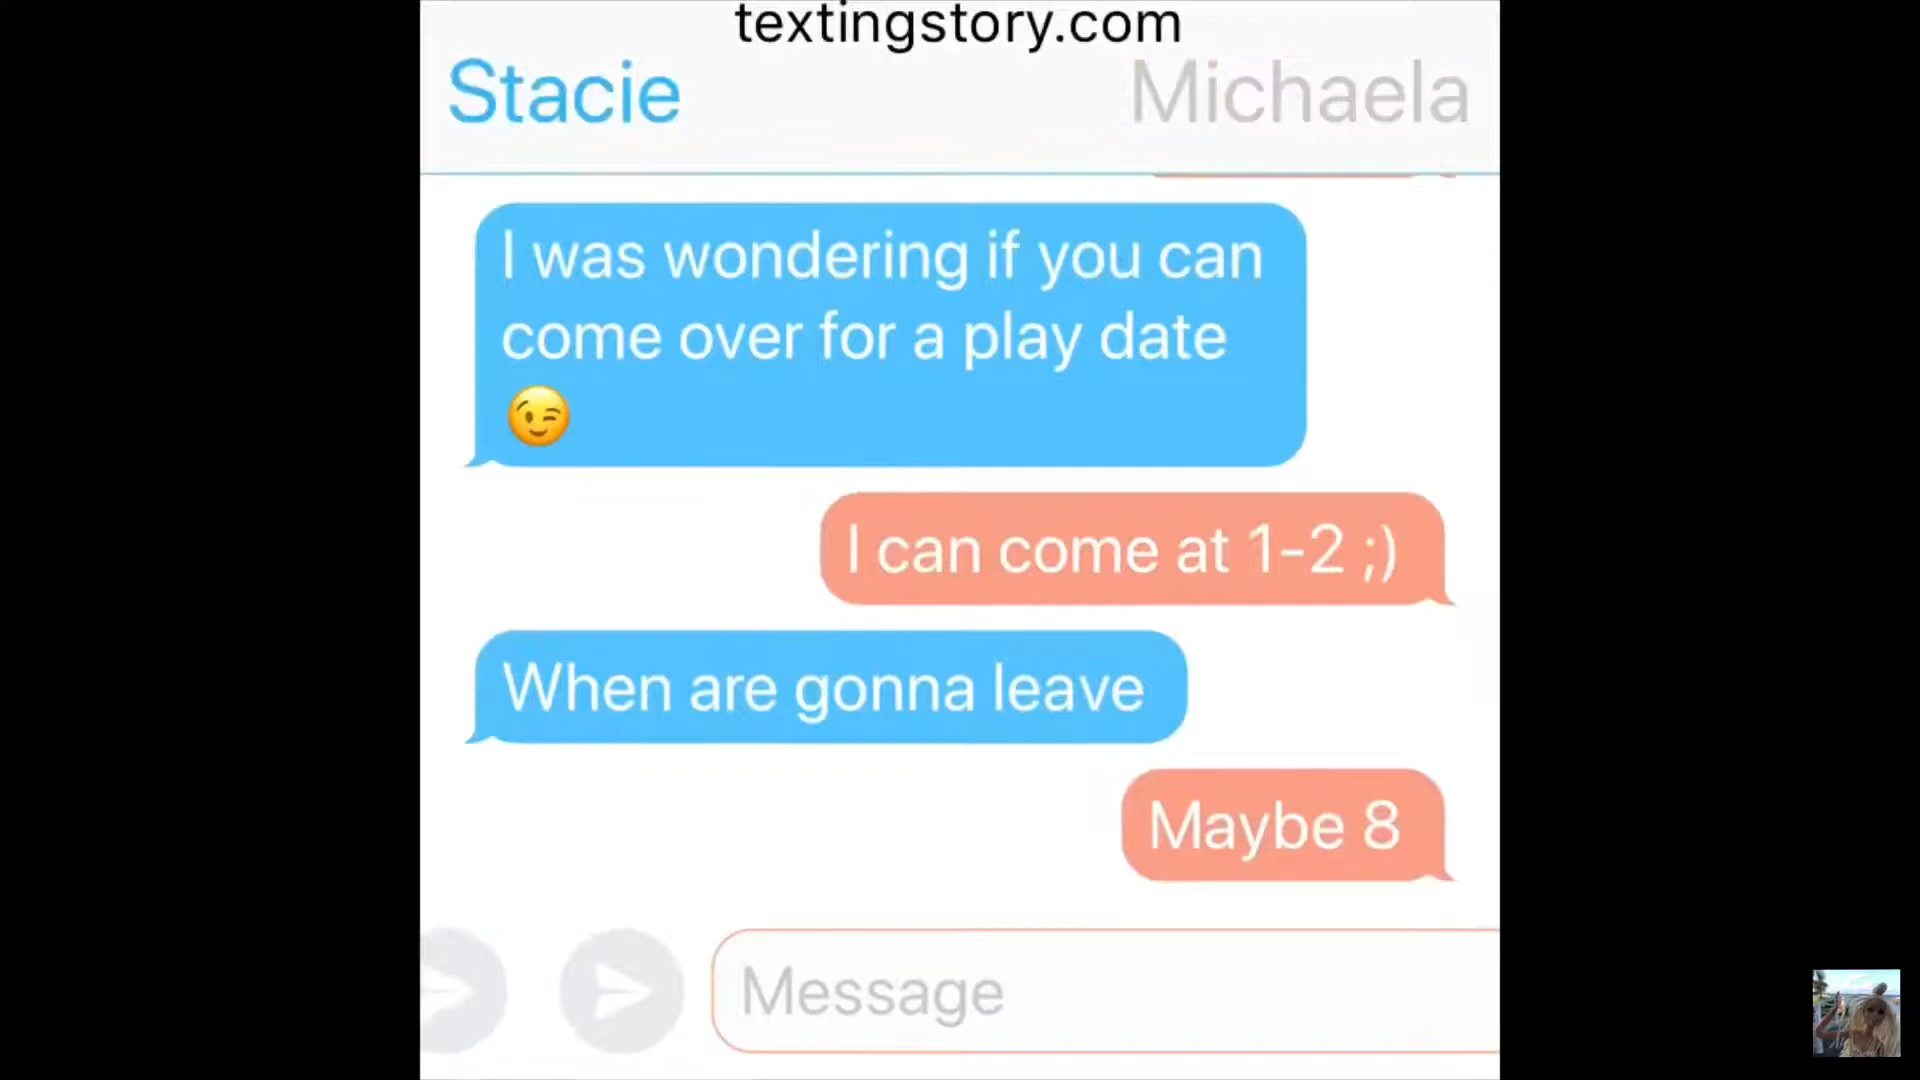 textingstory.com
Stacie
Michaela
I was wondering if you can
come over for a play date
😉
I can come at 1-2 ;)
When are gonna leave
Maybe 8
Message